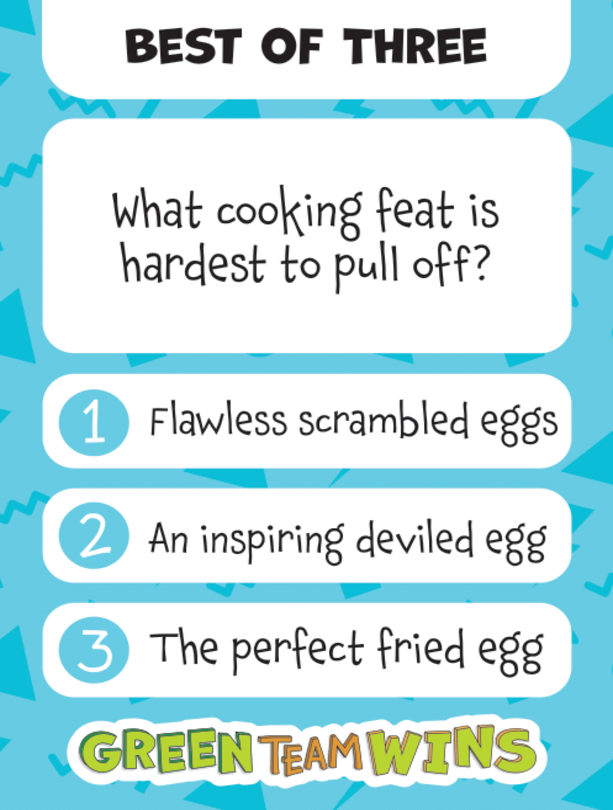 BEST OF THREE
What cooking feat is
hardest to pull off?
1 Flawless scrambled eggs
2 An inspiring deviled egg
3 The perfect fried egg
GREEN TEAM WINS